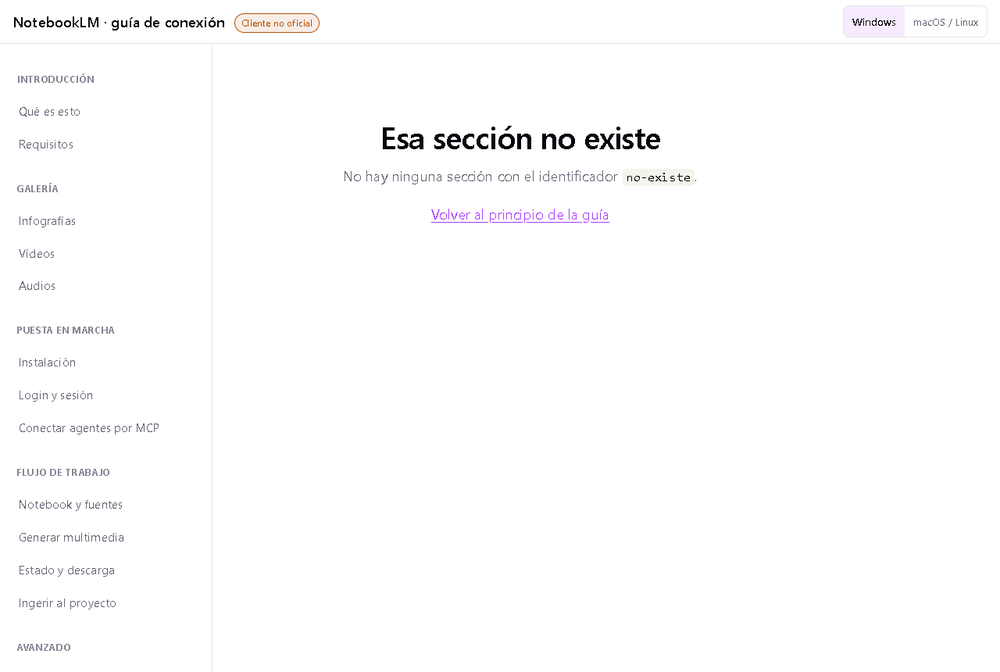 NotebookLM · guía de conexión
Cliente no oficial
Windows
macOS / Linux
INTRODUCCIÓN
Qué es esto
Requisitos
GALERÍA
Infografías
Vídeos
Audios
PUESTA EN MARCHA
Instalación
Login y sesión
Conectar agentes por MCP
FLUJO DE TRABAJO
Notebook y fuentes
Generar multimedia
Estado y descarga
Ingerir al proyecto
AVANZADO
Esa sección no existe
No hay ninguna sección con el identificador no-existe.
Volver al principio de la guía